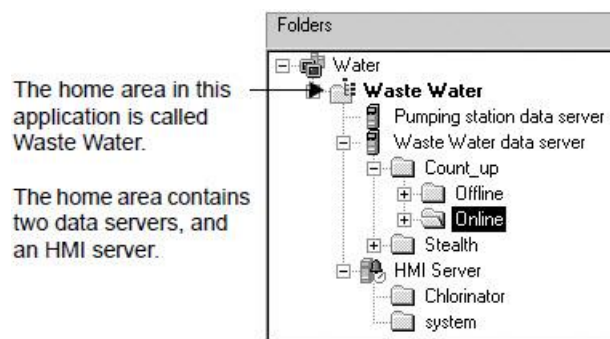 Folders
Water
The home area in this
application is called
Waste Water.
The home area contains
two data servers, and
an HMI server.
Waste Water
Pumping station data server
Waste Water data server
Count_up
Offline
Online
Stealth
HMI Server
Chlorinator
system